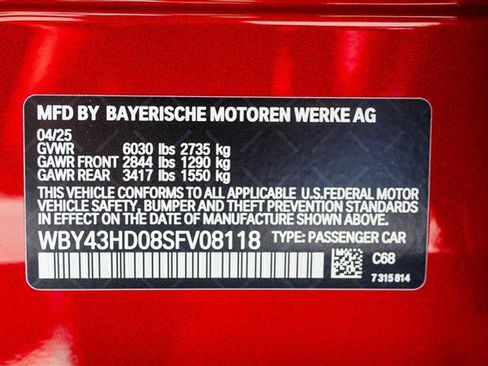 MFD BY BAYERISCHE MOTOREN WERKE AG
04/25
GVWR 6030 lbs 2735 kg
GAWR FRONT 2844 lbs 1290 kg
GAWR REAR 3417 lbs 1550 kg
THIS VEHICLE CONFORMS TO ALL APPLICABLE U.S.FEDERAL MOTOR
VEHICLE SAFETY, BUMPER AND THEFT PREVENTION STANDARDS
IN EFFECT ON THE DATE OF MANUFACTURE SHOWN ABOVE.
WBY43HD08SFV08118 TYPE: PASSENGER CAR
C68
7315814